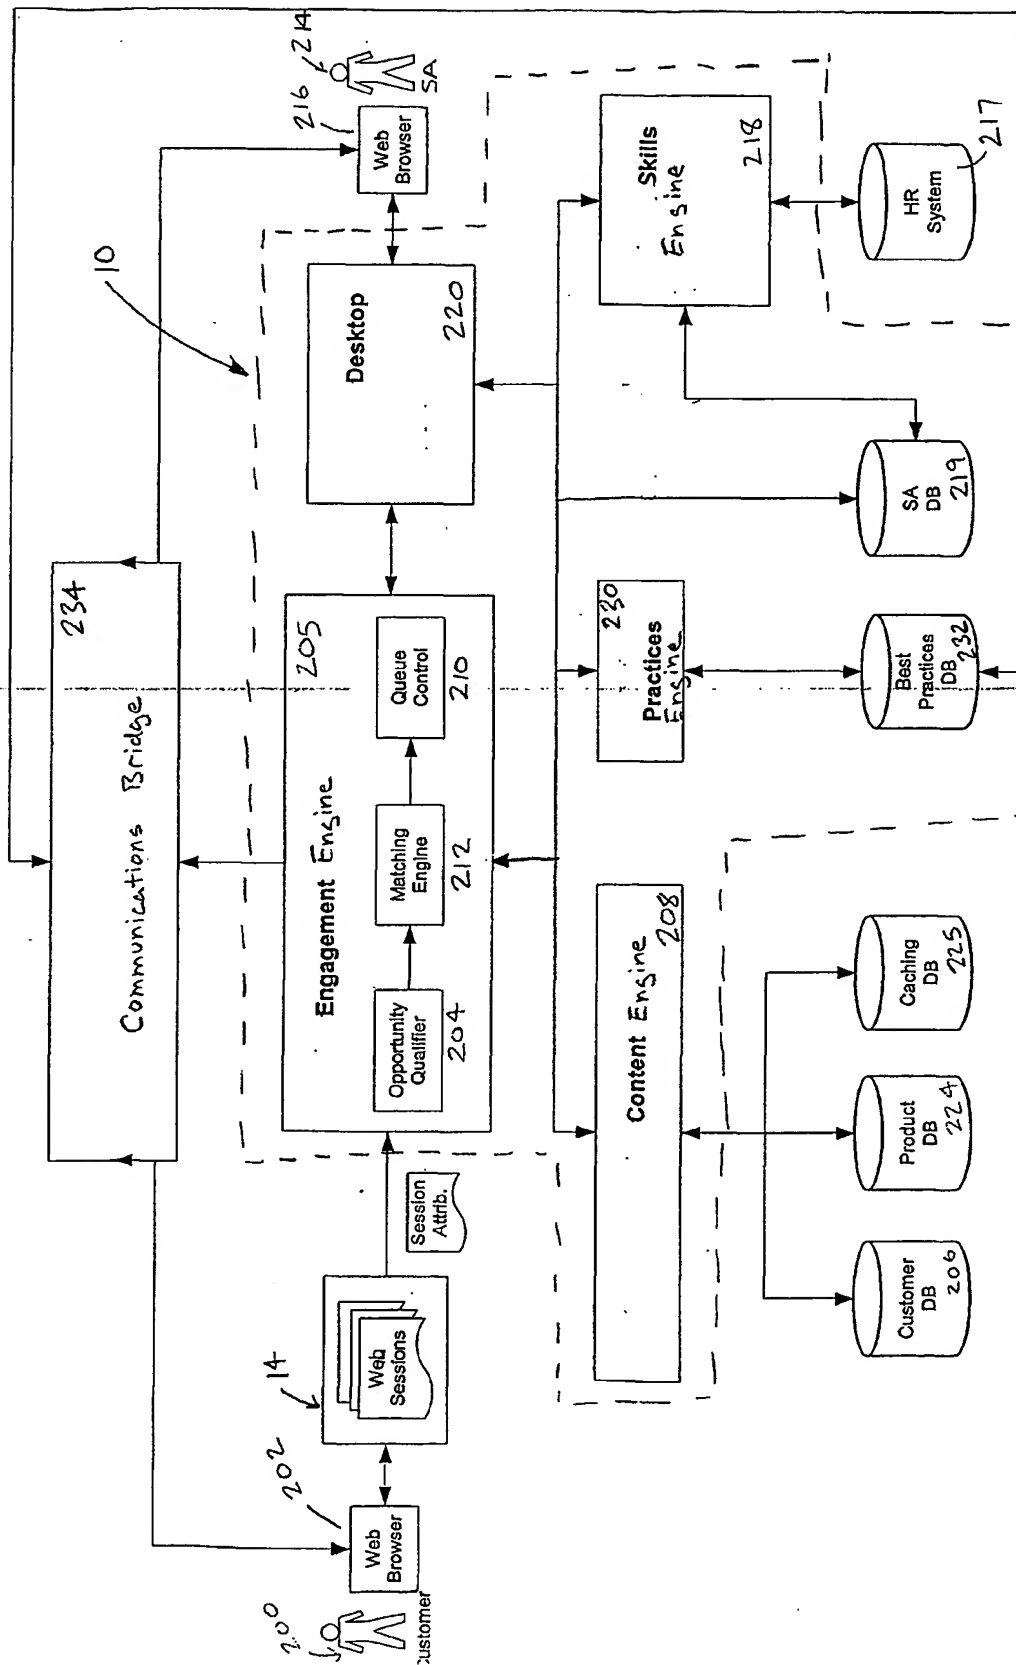 200
Customer
202
Web
Browser
14
Web
Sessions
Session
Attrib.
234
Communications Bridge
10
205
Engagement Engine
Opportunity
Qualifier
204
Matching
Engine
212
Queue
Control
210
Desktop
220
216
Web
Browser
214
SA
Content Engine
208
230
Practices
Engine
Skills
Engine
218
Customer
DB
206
Product
DB
224
Caching
DB
225
Best
Practices
DB
232
SA
DB
219
HR
System
217